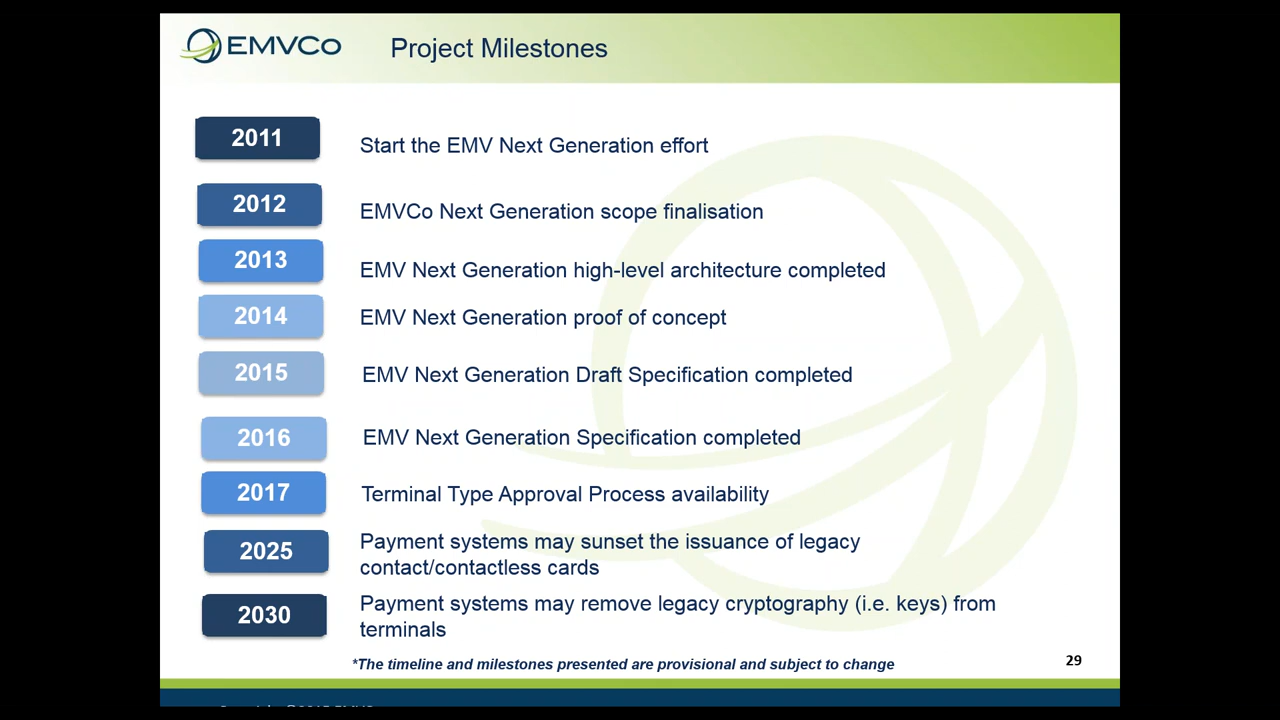 EMVCo
Project Milestones
2011
Start the EMV Next Generation effort
2012
EMVCo Next Generation scope finalisation
2013
EMV Next Generation high-level architecture completed
2014
EMV Next Generation proof of concept
2015
EMV Next Generation Draft Specification completed
2016
EMV Next Generation Specification completed
2017
Terminal Type Approval Process availability
2025
Payment systems may sunset the issuance of legacy
contact/contactless cards
2030
Payment systems may remove legacy cryptography (i.e. keys) from
terminals
*The timeline and milestones presented are provisional and subject to change
29